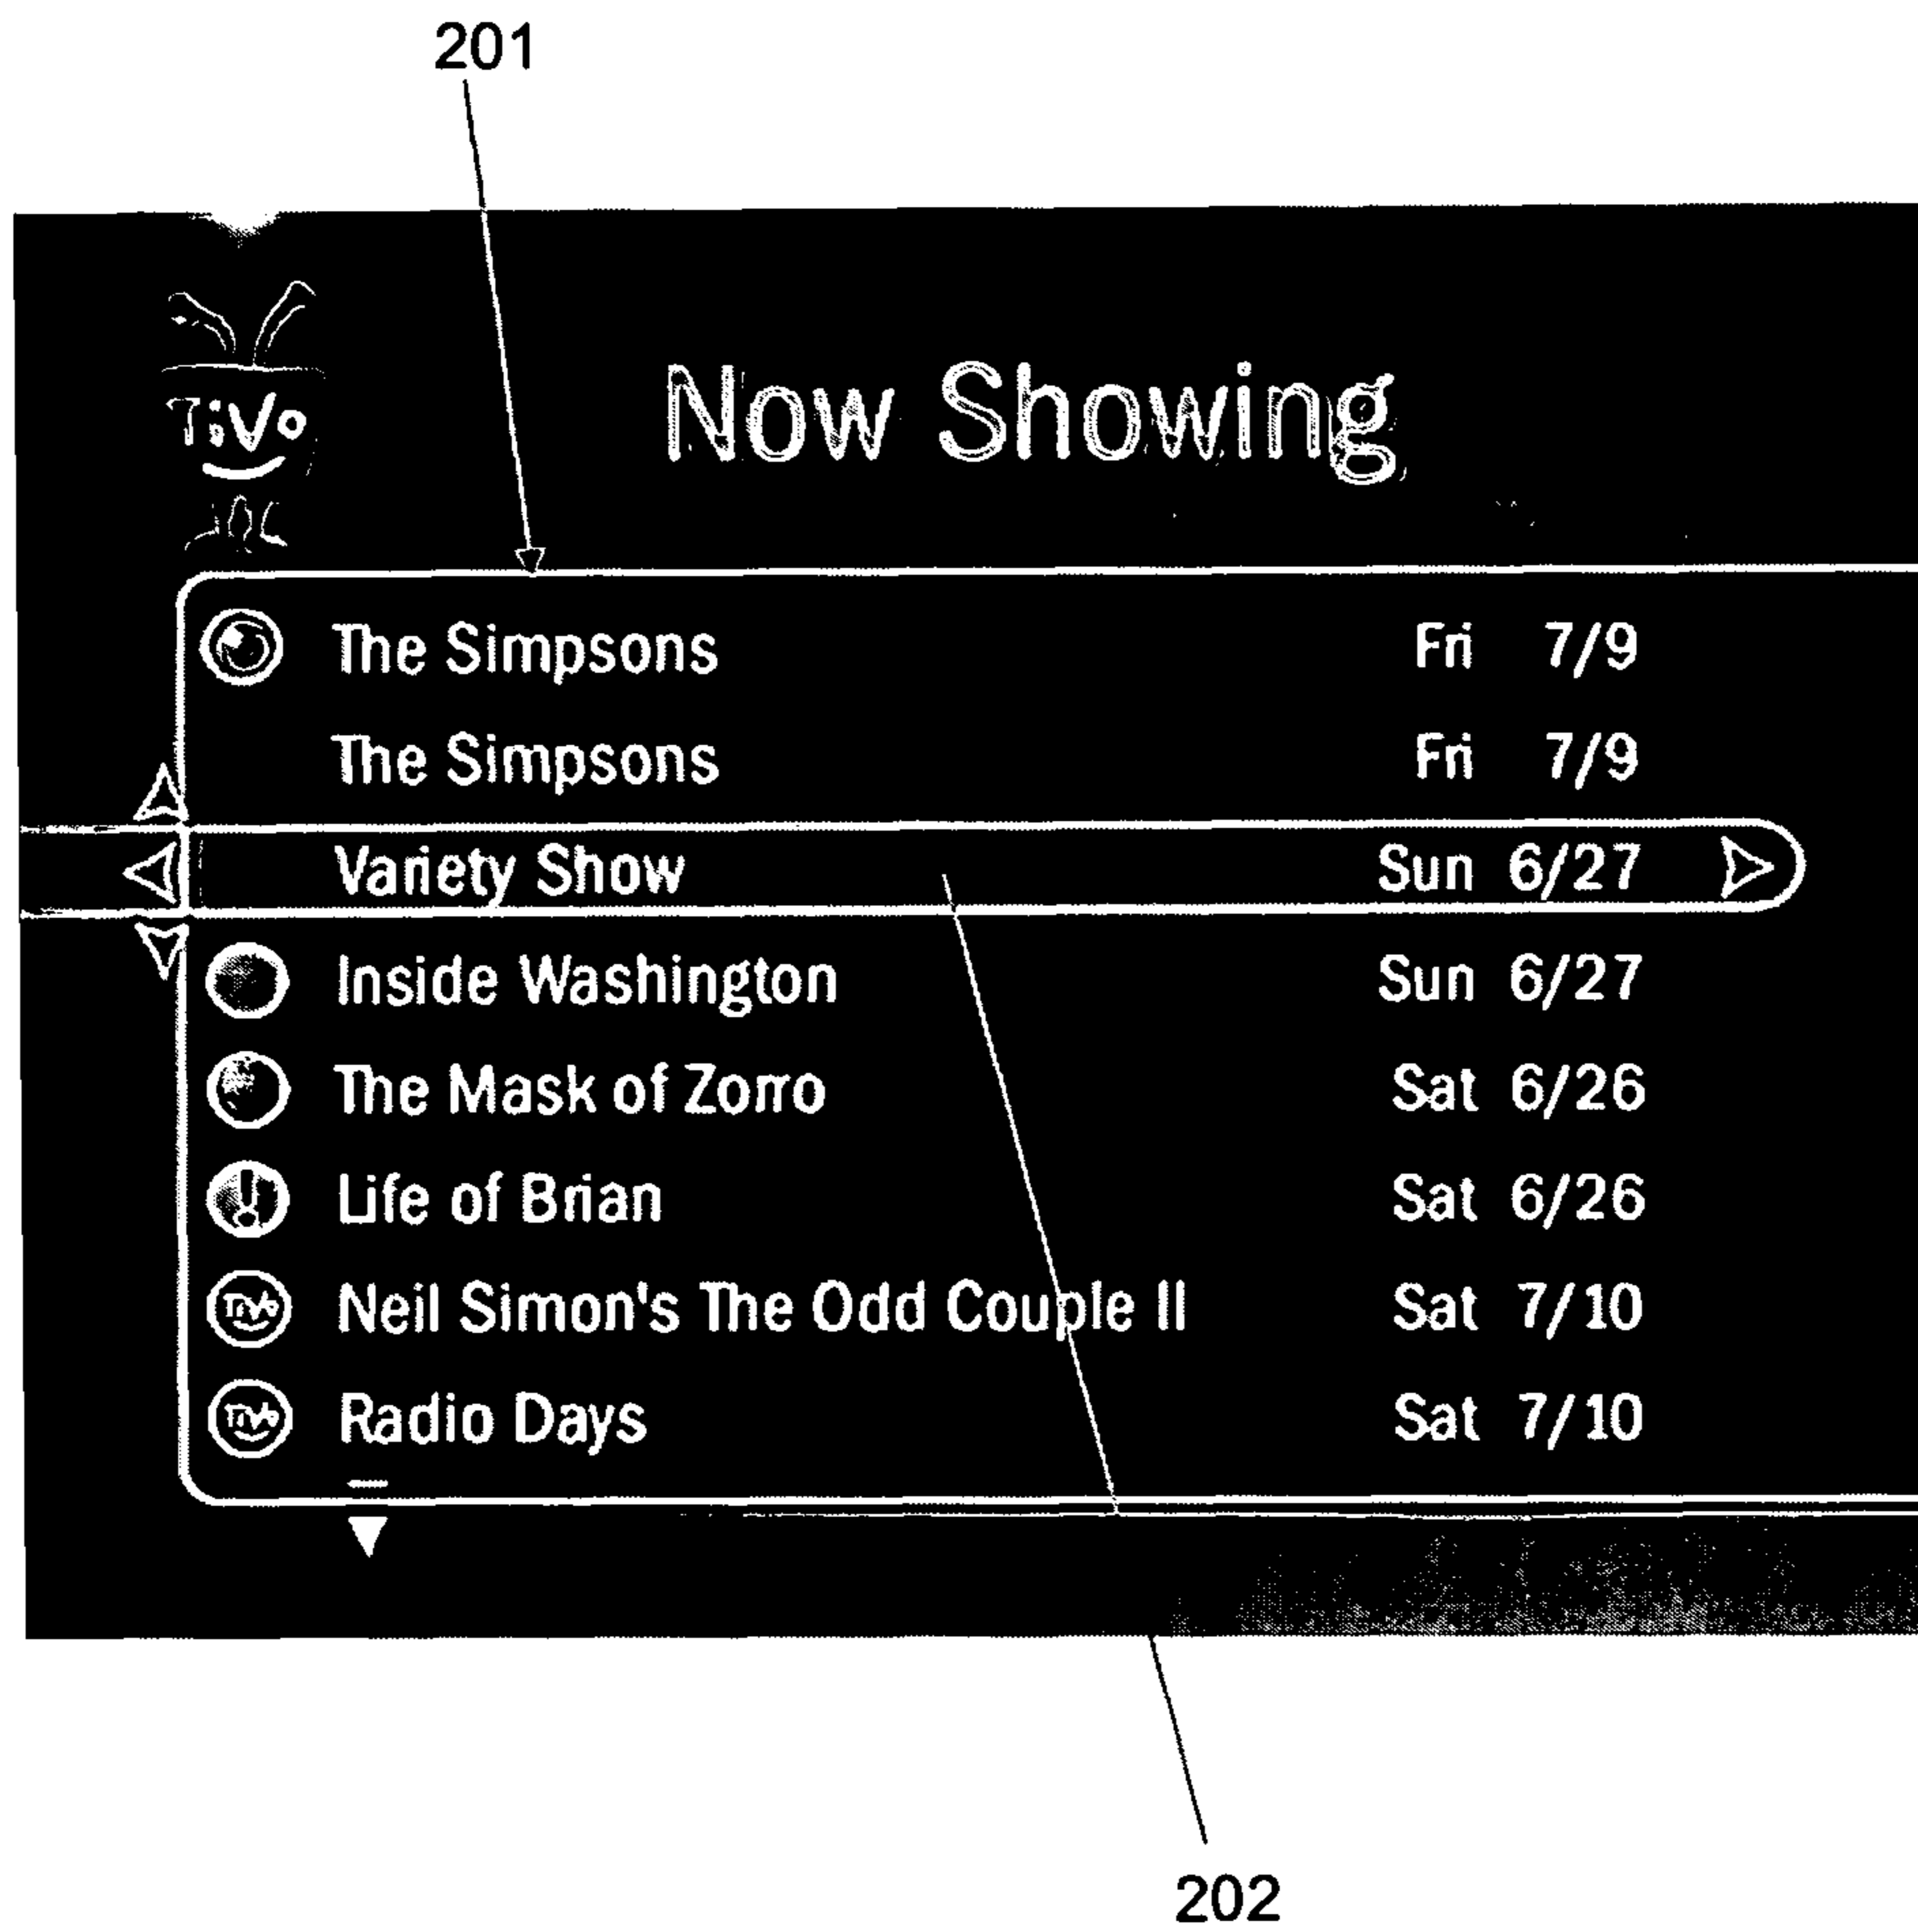 201
TiVo
Now Showing
The Simpsons Fri 7/9
The Simpsons Fri 7/9
Variety Show Sun 6/27
Inside Washington Sun 6/27
The Mask of Zorro Sat 6/26
Life of Brian Sat 6/26
TiVo Neil Simon's The Odd Couple II Sat 7/10
TiVo Radio Days Sat 7/10
202